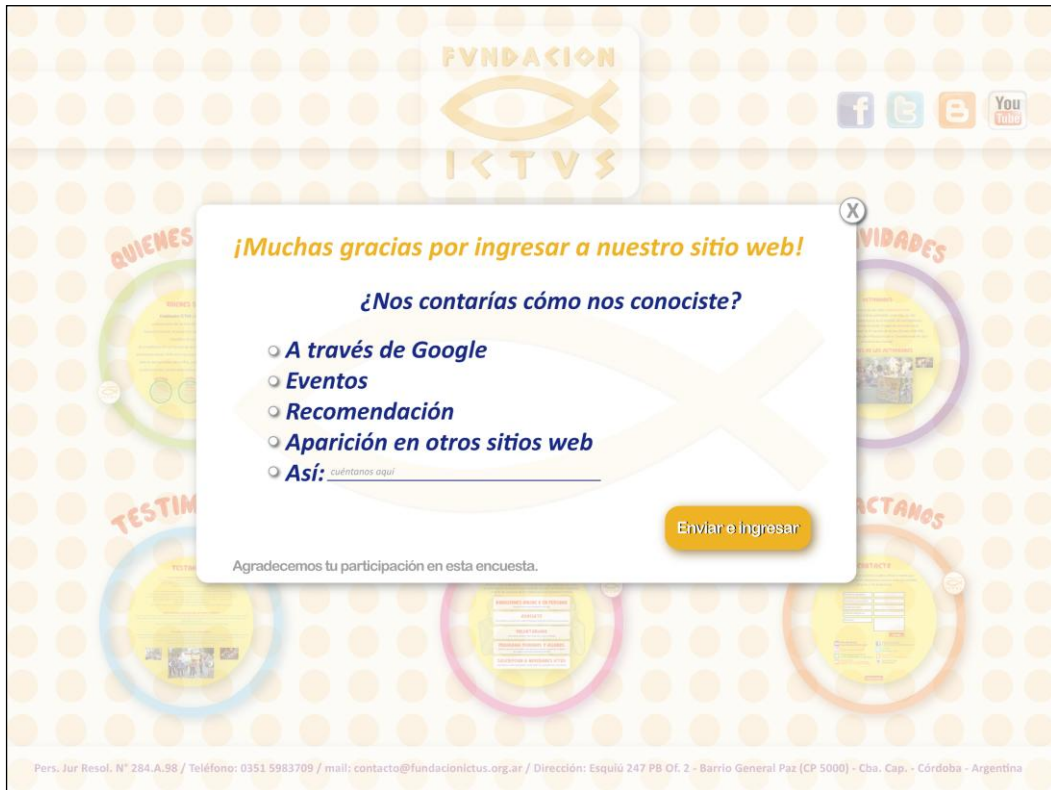 FVNDACION
ICTVS
You
Tube
QUIENES
VIDADES
¡Muchas gracias por ingresar a nuestro sitio web!
X
¿Nos contarías cómo nos conociste?
A través de Google
Eventos
Recomendación
Aparición en otros sitios web
Así: cuéntanos aquí
Enviar e ingresar
Agradecemos tu participación en esta encuesta.
TESTIM
ACTANOS
CONTACTO
Pers. Jur Resol. N° 284.A.98 / Teléfono: 0351 5983709 / mail: contacto@fundacionictus.org.ar / Dirección: Esquiú 247 PB Of. 2 - Barrio General Paz (CP 5000) - Cba. Cap. - Córdoba - Argentina